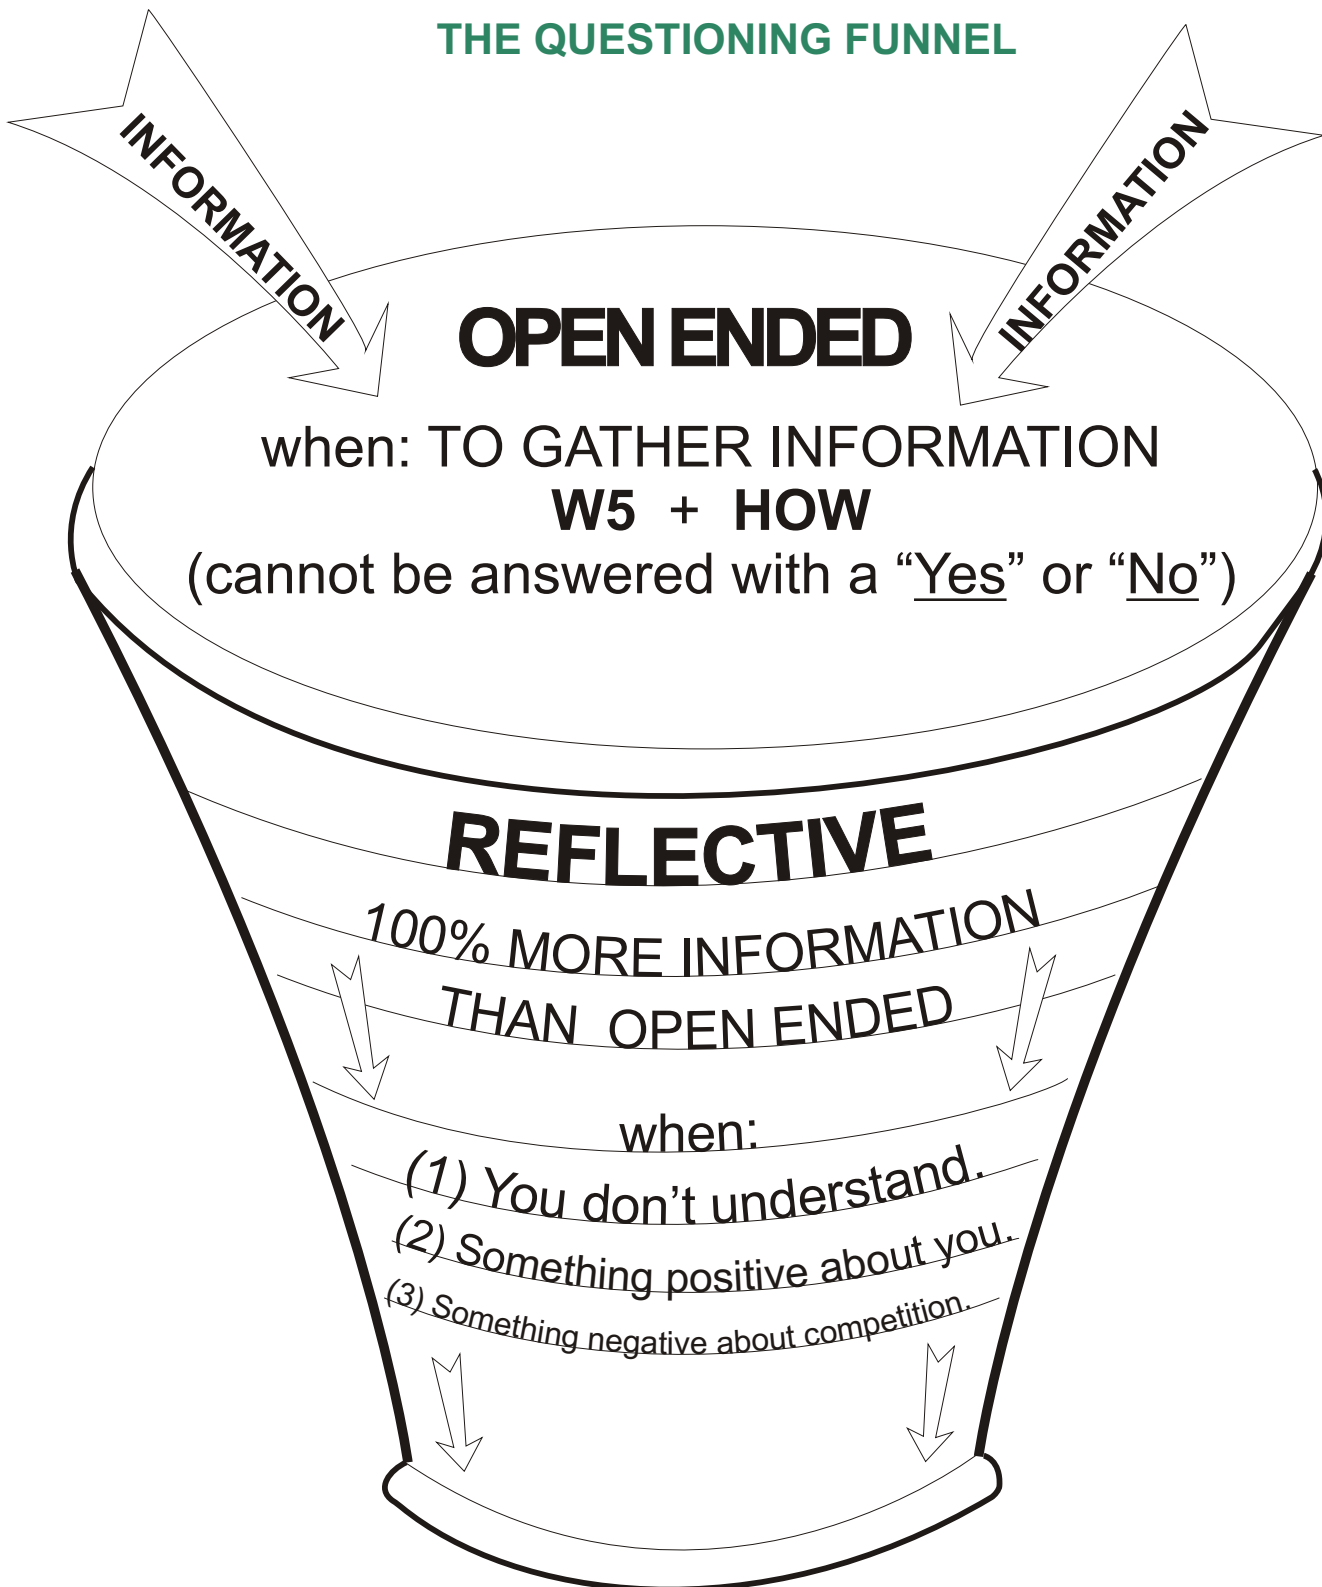 THE QUESTIONING FUNNEL
INFORMATION
INFORMATION
OPEN ENDED
when: TO GATHER INFORMATION
W5 + HOW
(cannot be answered with a “Yes” or “No”)
REFLECTIVE
100% MORE INFORMATION
THAN OPEN ENDED
when:
(1) You don’t understand.
(2) Something positive about you.
(3) Something negative about competition.